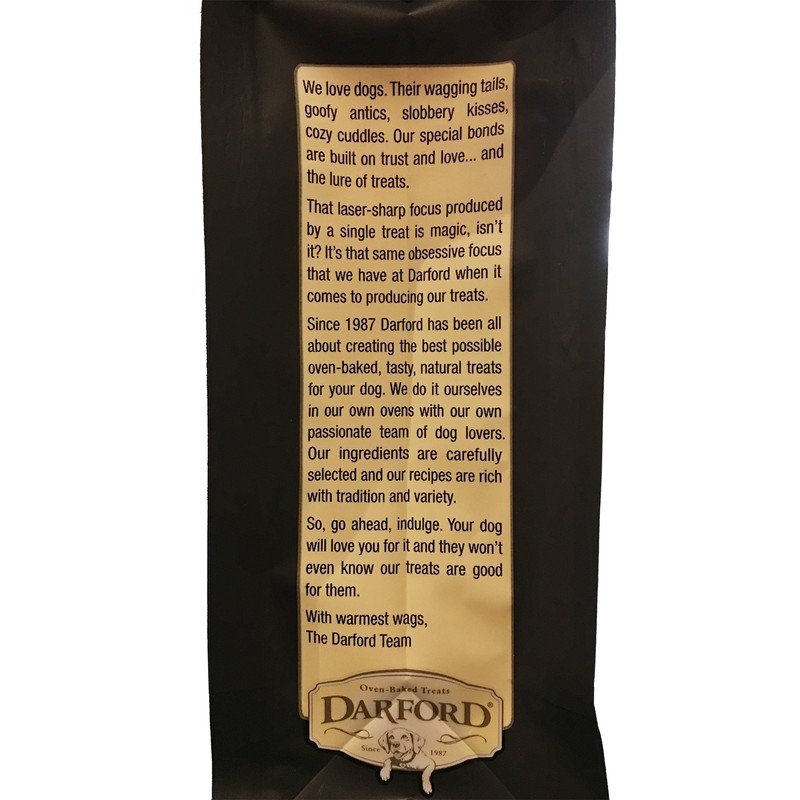 We love dogs. Their wagging tails,
goofy antics, slobbery kisses,
cozy cuddles. Our special bonds
are built on trust and love... and
the lure of treats.
That laser-sharp focus produced
by a single treat is magic, isn't
it? It's that same obsessive focus
that we have at Darford when it
comes to producing our treats.
Since 1987 Darford has been all
about creating the best possible
oven-baked, tasty, natural treats
for your dog. We do it ourselves
in our own ovens with our own
passionate team of dog lovers.
Our ingredients are carefully
selected and our recipes are rich
with tradition and variety.
So, go ahead, indulge. Your dog
will love you for it and they won't
even know our treats are good
for them.
With warmest wags,
The Darford Team
Oven-Baked Treats
DARFORD®
Since 1987